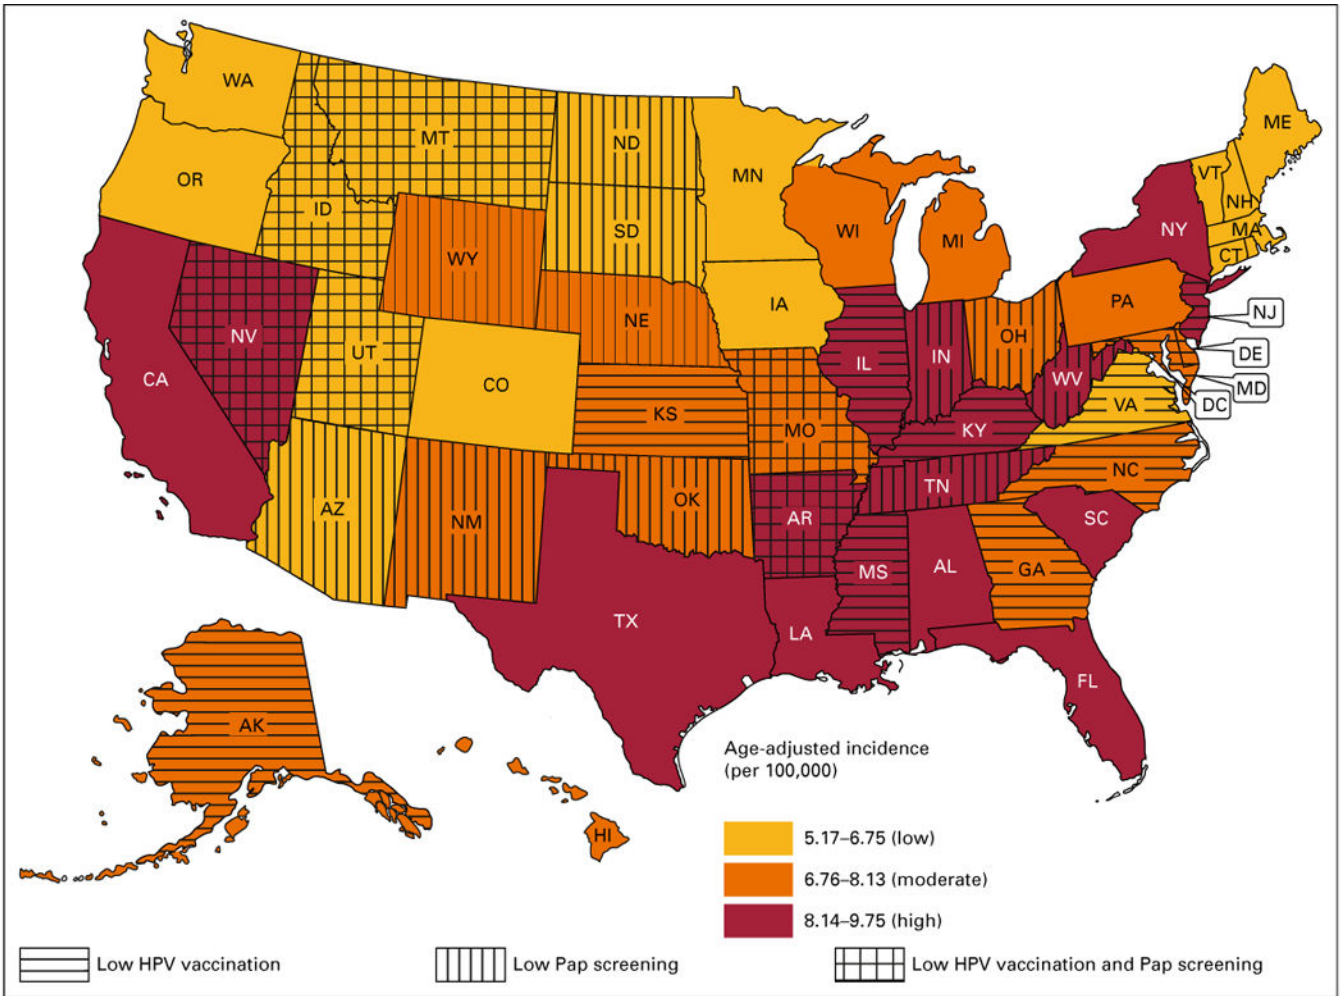 WA
MT
ND
MN
ME
VT
NH
OR
ID
SD
WI
MI
NY
MA
CT
WY
IA
PA
NJ
NV
UT
NE
OH
DE
CA
CO
IL
IN
WV
MD
DC
VA
KS
MO
KY
NC
AZ
NM
OK
AR
TN
SC
MS
AL
GA
TX
LA
FL
AK
HI
Age-adjusted incidence
(per 100,000)
5.17–6.75 (low)
6.76–8.13 (moderate)
8.14–9.75 (high)
Low HPV vaccination
Low Pap screening
Low HPV vaccination and Pap screening